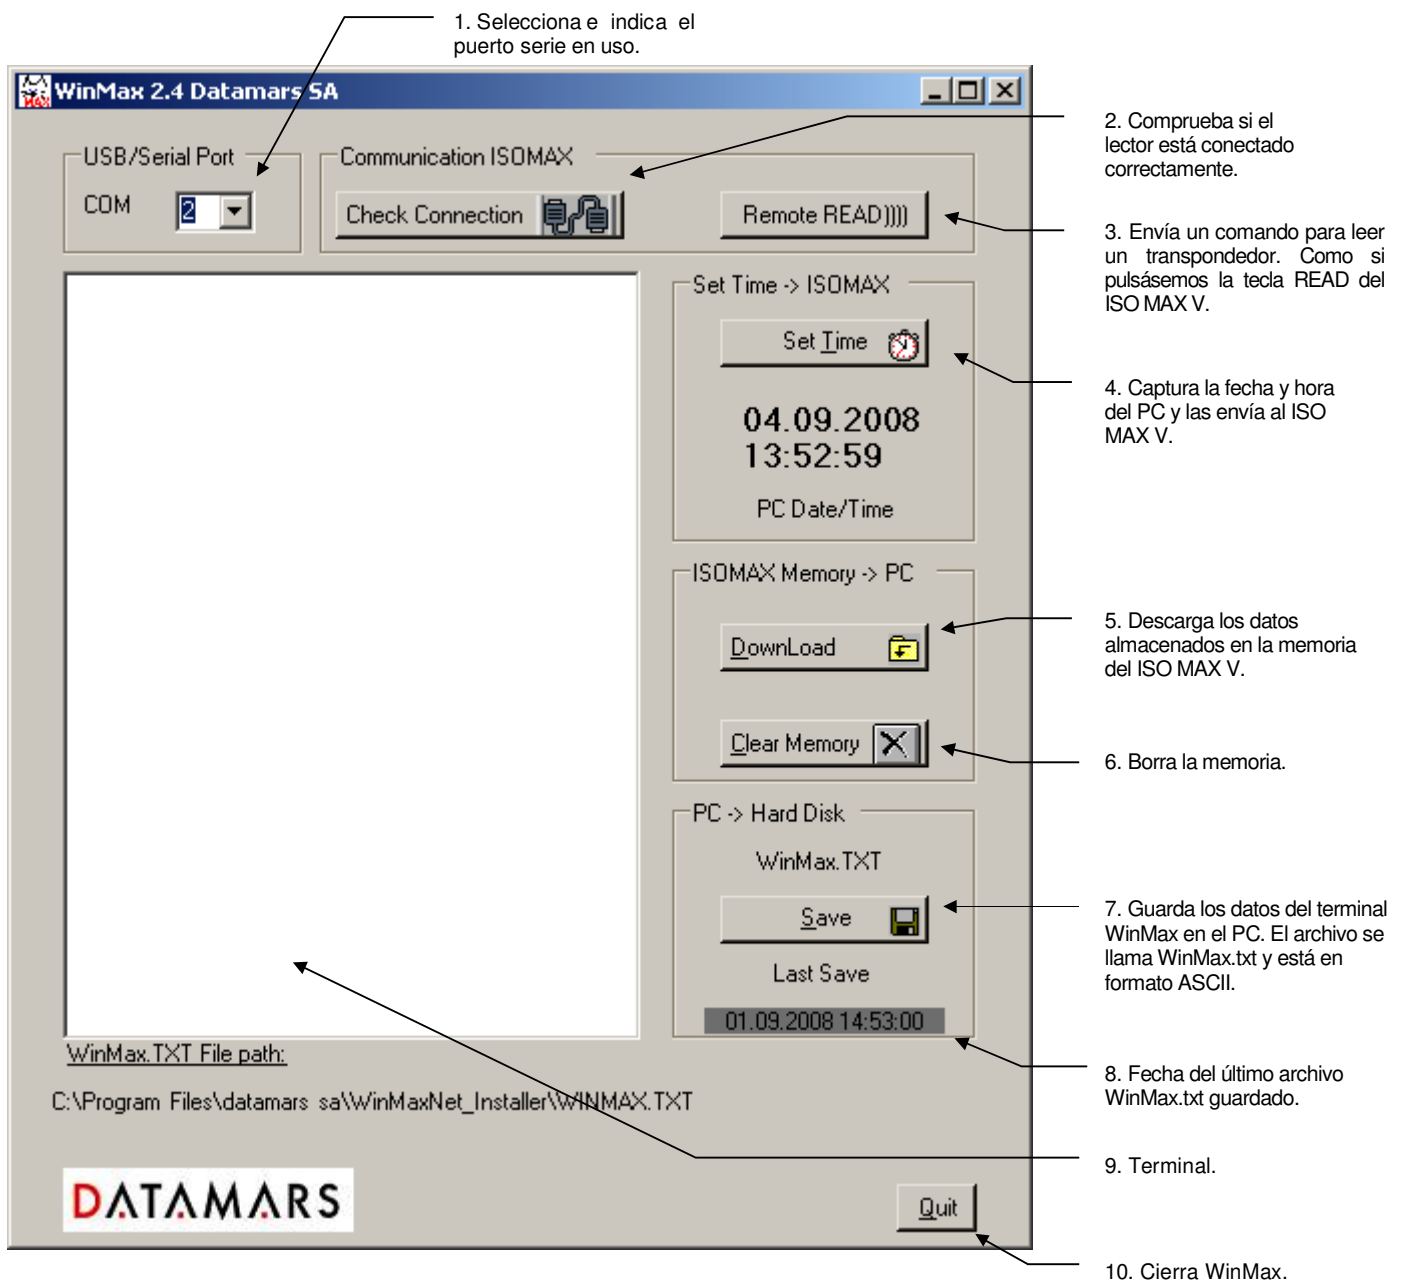 1. Selecciona e indica el
puerto serie en uso.
WinMax 2.4 Datamars SA
USB/Serial Port
COM
2
Communication ISOMAX
Check Connection
Remote READ))))
2. Comprueba si el
lector está conectado
correctamente.
3. Envía un comando para leer
un transpondedor. Como si
pulsásemos la tecla READ del
ISO MAX V.
Set Time -> ISOMAX
Set Time
04.09.2008
13:52:59
PC Date/Time
4. Captura la fecha y hora
del PC y las envía al ISO
MAX V.
ISOMAX Memory -> PC
DownLoad
Clear Memory
5. Descarga los datos
almacenados en la memoria
del ISO MAX V.
6. Borra la memoria.
PC -> Hard Disk
WinMax.TXT
Save
Last Save
01.09.2008 14:53:00
7. Guarda los datos del terminal
WinMax en el PC. El archivo se
llama WinMax.txt y está en
formato ASCII.
8. Fecha del último archivo
WinMax.txt guardado.
WinMax.TXT File path:
C:\Program Files\datamars sa\WinMaxNet_Installer\WINMAX.TXT
9. Terminal.
DATAMARS
Quit
10. Cierra WinMax.